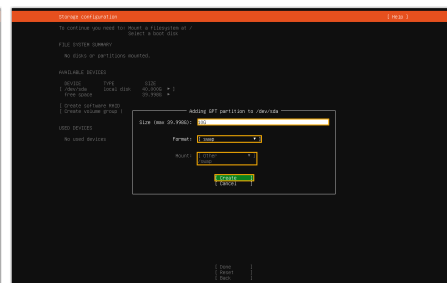 Storage configuration [ Help ]
To continue you need to: Mount a filesystem at /
Select a boot disk
FILE SYSTEM SUMMARY
No disks or partitions mounted.
AVAILABLE DEVICES
DEVICE TYPE SIZE
[ /dev/sda local disk 40.000G ▾ ]
free space 39.998G ▾
[ Create software RAID
[ Create volume group ]
Adding GPT partition to /dev/sda
Size (max 39.998G):
USED DEVICES
No used devices
Format: [ swap ▾ ]
Mount: [ Other ▾ ]
[ Create ]
[ Cancel ]
[ Done ]
[ Reset ]
[ Back ]